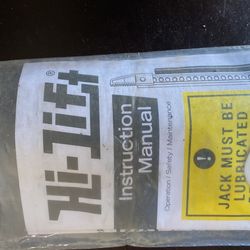 Hi-Lift®
Instruction
Manual
Operation / Safety / Maintenance
JACK MUST BE
LUBRICATED